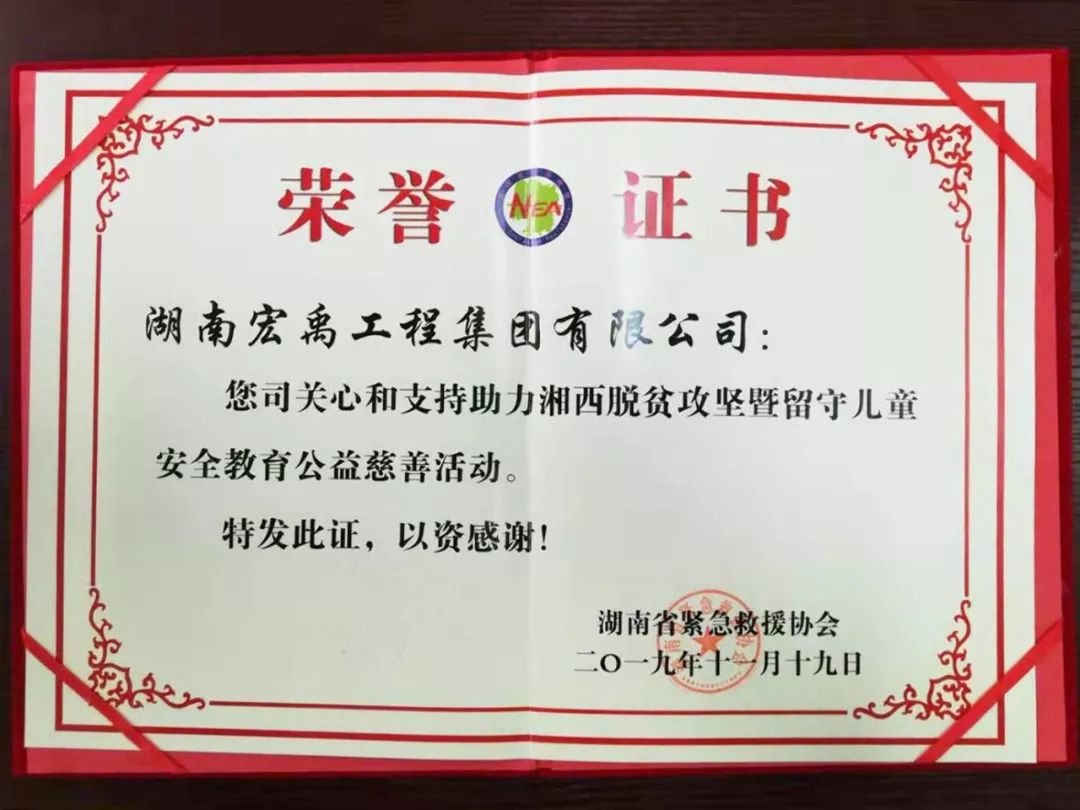 荣誉 NEA 证书
湖南宏禹工程集团有限公司：
您司关心和支持助力湘西脱贫攻坚暨留守儿童
安全教育公益慈善活动。
特发此证，以资感谢！
湖南省紧急救援协会
二〇一九年十一月十九日